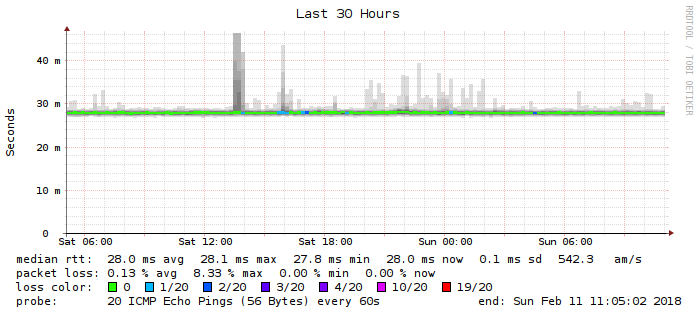 Last 30 Hours
RRDTOOL / TOBI OETIKER
Seconds
40 m
30 m
20 m
10 m
0
Sat 06:00 Sat 12:00 Sat 18:00 Sun 00:00 Sun 06:00
median rtt: 28.0 ms avg 28.1 ms max 27.8 ms min 28.0 ms now 0.1 ms sd 542.3 am/s
packet loss: 0.13 % avg 8.33 % max 0.00 % min 0.00 % now
loss color: 0 1/20 2/20 3/20 4/20 10/20 19/20
probe: 20 ICMP Echo Pings (56 Bytes) every 60s end: Sun Feb 11 11:05:02 2018